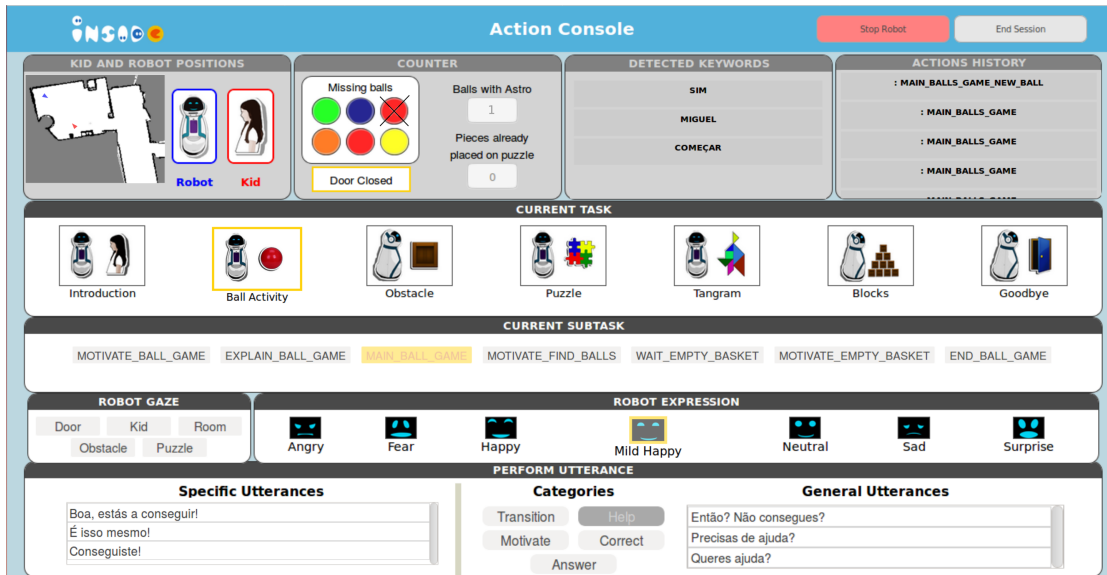 iNSiDe
Action Console
Stop Robot
End Session
KID AND ROBOT POSITIONS
Robot
Kid
COUNTER
Missing balls
Door Closed
Balls with Astro
1
Pieces already
placed on puzzle
0
DETECTED KEYWORDS
SIM
MIGUEL
COMEÇAR
ACTIONS HISTORY
: MAIN_BALLS_GAME_NEW_BALL
: MAIN_BALLS_GAME
: MAIN_BALLS_GAME
: MAIN_BALLS_GAME
CURRENT TASK
Introduction
Ball Activity
Obstacle
Puzzle
Tangram
Blocks
Goodbye
CURRENT SUBTASK
MOTIVATE_BALL_GAME
EXPLAIN_BALL_GAME
MAIN_BALL_GAME
MOTIVATE_FIND_BALLS
WAIT_EMPTY_BASKET
MOTIVATE_EMPTY_BASKET
END_BALL_GAME
ROBOT GAZE
Door
Kid
Room
Obstacle
Puzzle
ROBOT EXPRESSION
Angry
Fear
Happy
Mild Happy
Neutral
Sad
Surprise
PERFORM UTTERANCE
Specific Utterances
Boa, estás a conseguir!
É isso mesmo!
Conseguiste!
Categories
Transition
Help
Motivate
Correct
Answer
General Utterances
Então? Não consegues?
Precisas de ajuda?
Queres ajuda?